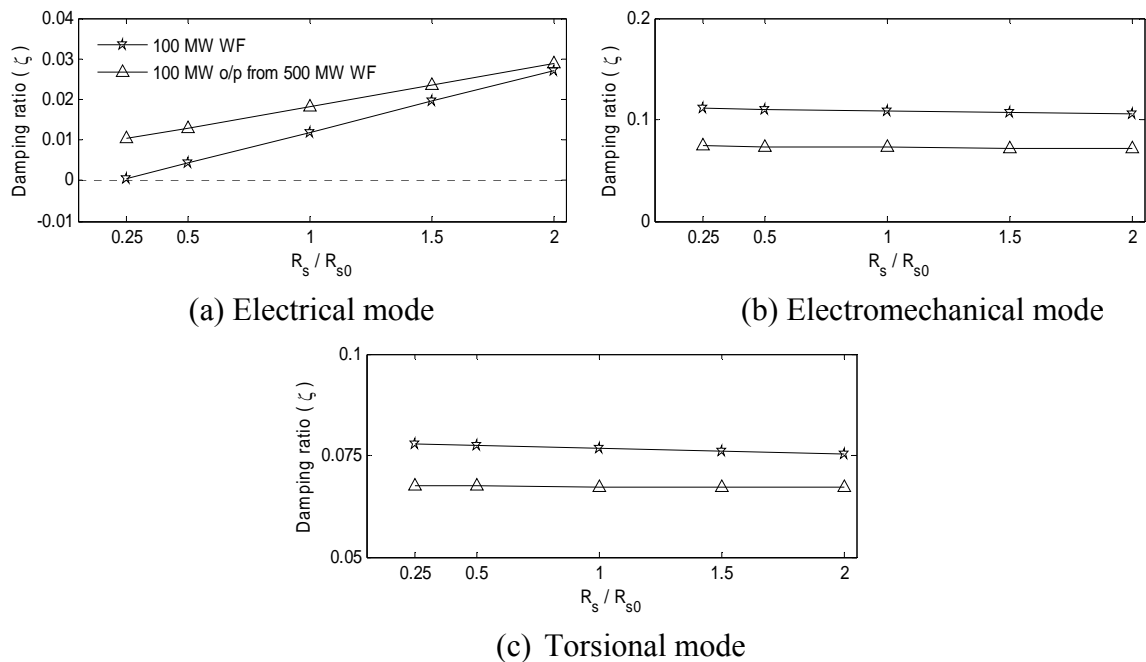 0.04
0.03
0.02
0.01
0
-0.01
Damping ratio ( ζ )
100 MW WF
100 MW o/p from 500 MW WF
0.25 0.5 1 1.5 2
R_s / R_s0
(a) Electrical mode
0.2
0.1
0
Damping ratio ( ζ )
0.25 0.5 1 1.5 2
R_s / R_s0
(b) Electromechanical mode
0.1
0.075
0.05
Damping ratio ( ζ )
0.25 0.5 1 1.5 2
R_s / R_s0
(c) Torsional mode